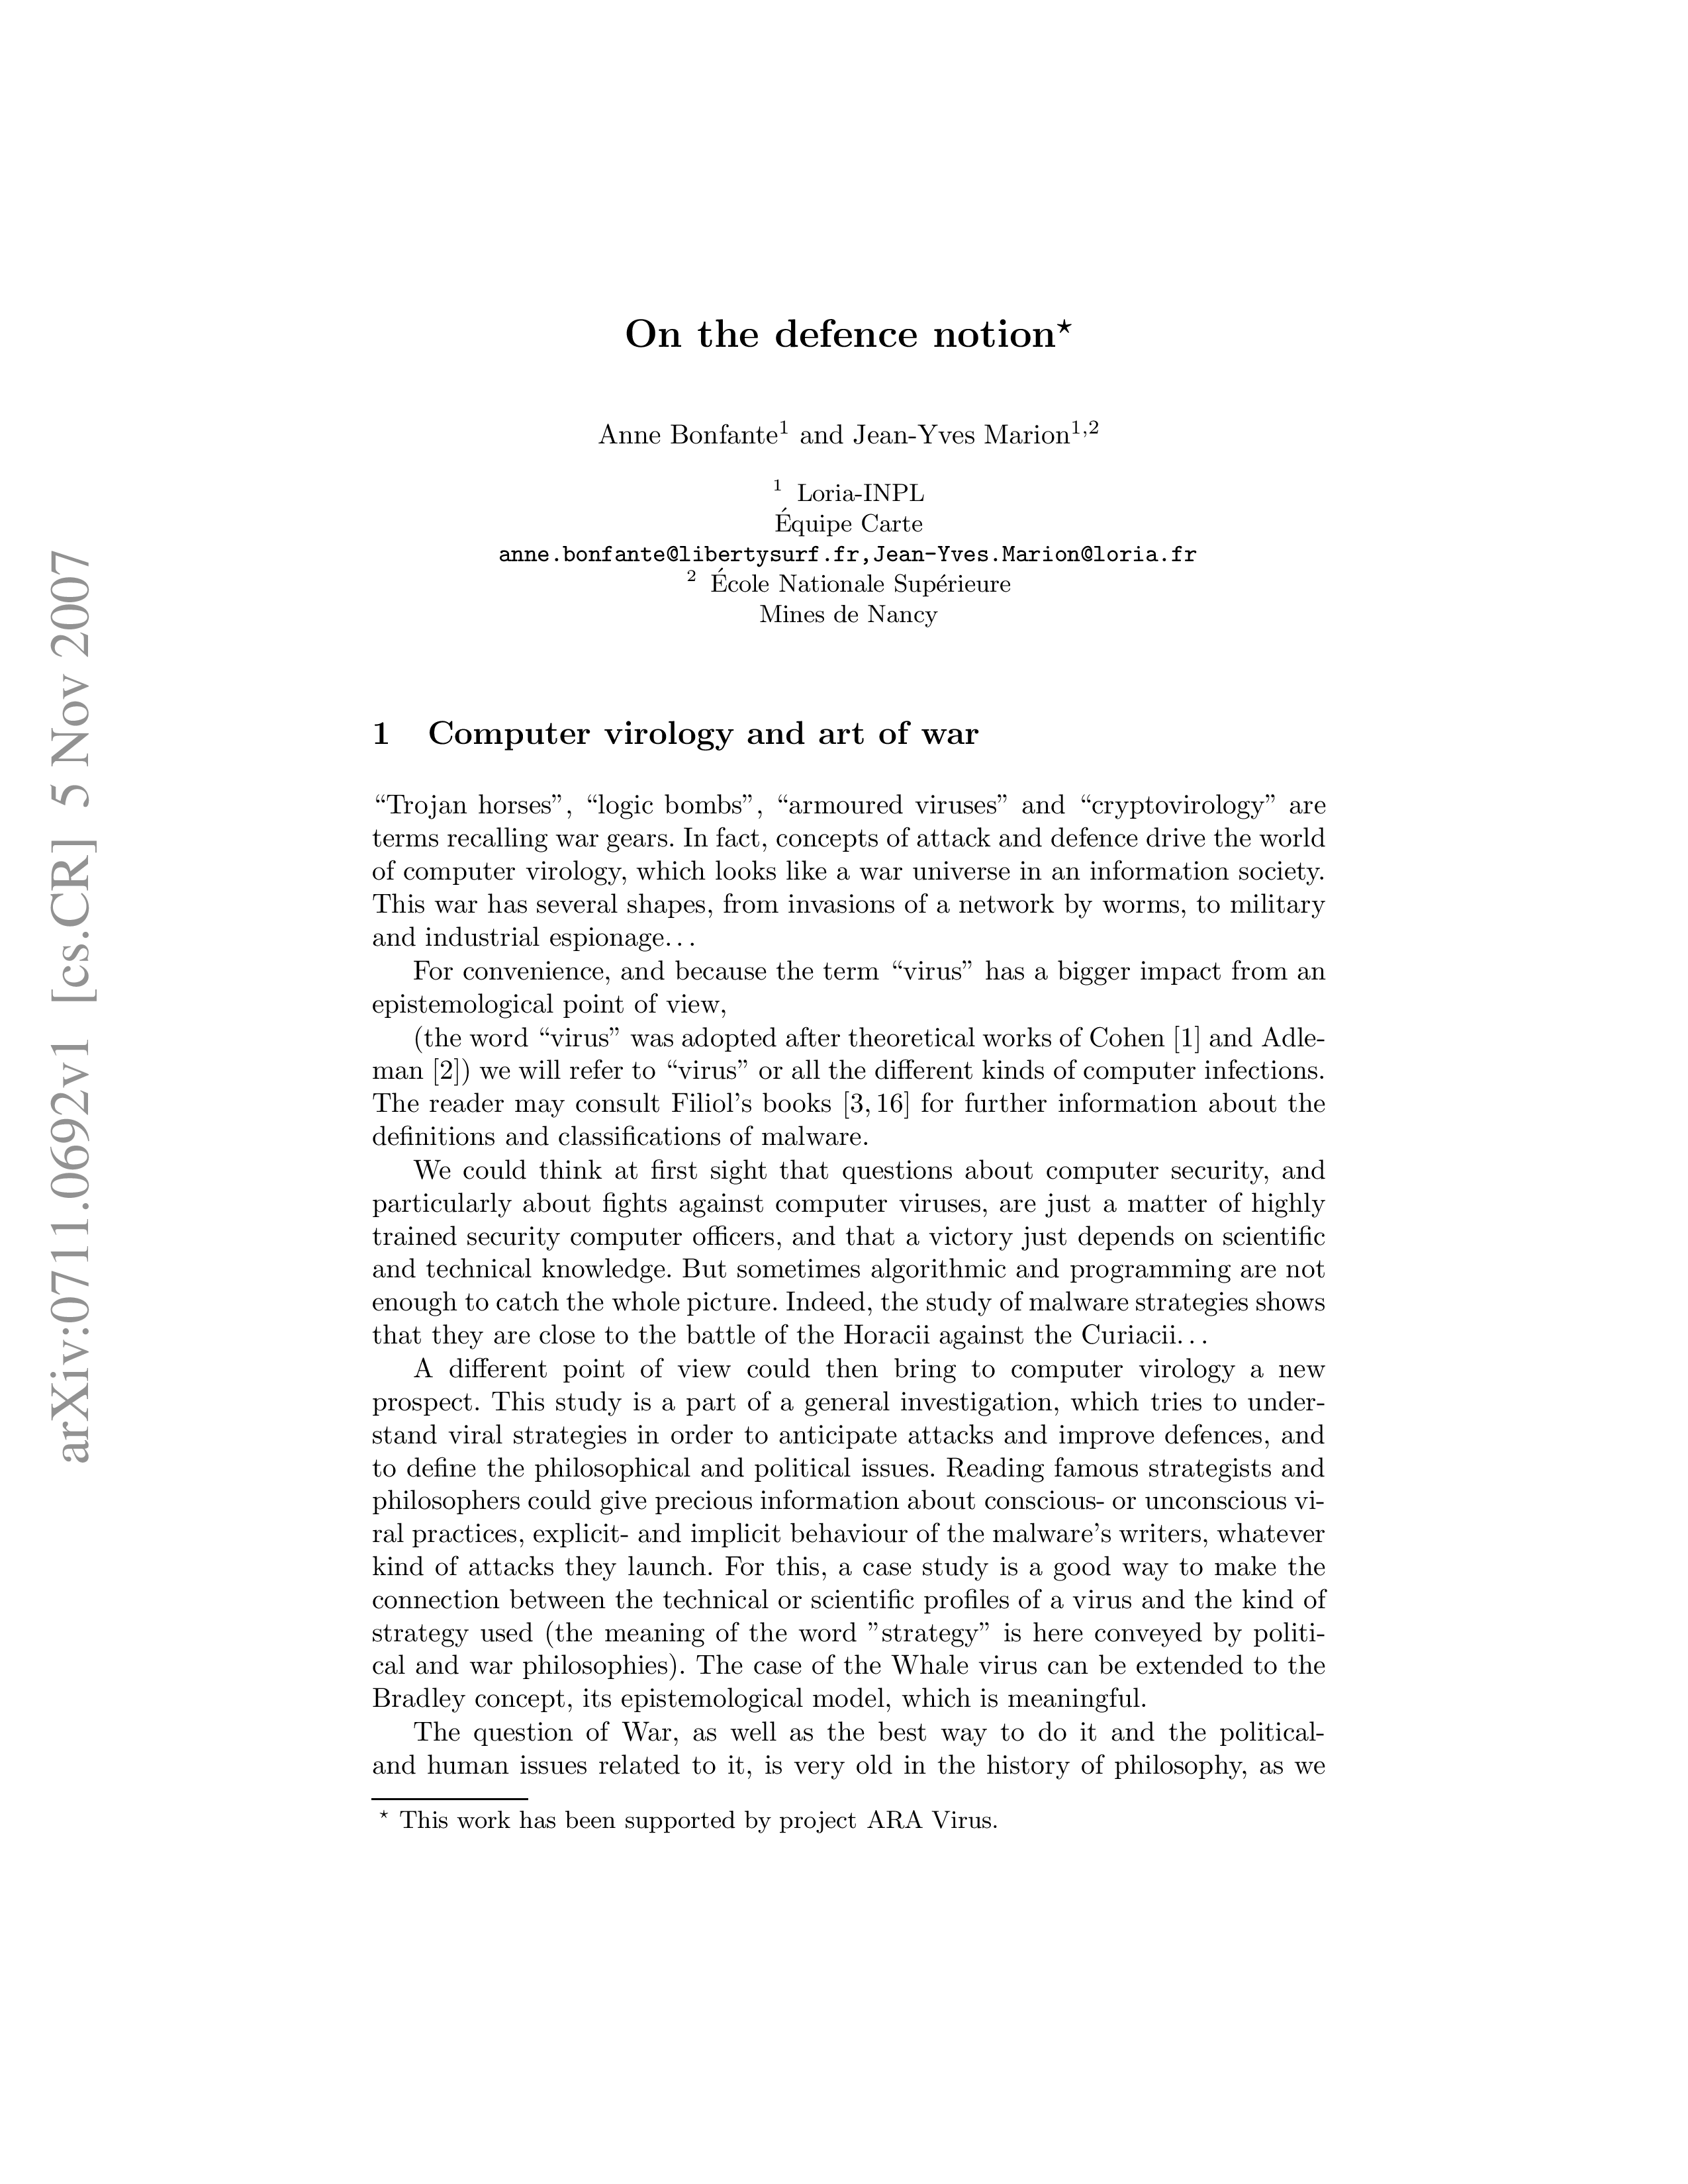 On the defence notion⋆
Anne Bonfante1 and Jean-Yves Marion1,2
1 Loria-INPL
Équipe Carte
anne.bonfante@libertysurf.fr,Jean-Yves.Marion@loria.fr
2 École Nationale Supérieure
Mines de Nancy
1 Computer virology and art of war
“Trojan horses”, “logic bombs”, “armoured viruses” and “cryptovirology” are
terms recalling war gears. In fact, concepts of attack and defence drive the world
of computer virology, which looks like a war universe in an information society.
This war has several shapes, from invasions of a network by worms, to military
and industrial espionage...
For convenience, and because the term “virus” has a bigger impact from an
epistemological point of view,
(the word “virus” was adopted after theoretical works of Cohen [1] and Adle-
man [2]) we will refer to “virus” or all the different kinds of computer infections.
The reader may consult Filiol’s books [3, 16] for further information about the
definitions and classifications of malware.
We could think at first sight that questions about computer security, and
particularly about fights against computer viruses, are just a matter of highly
trained security computer officers, and that a victory just depends on scientific
and technical knowledge. But sometimes algorithmic and programming are not
enough to catch the whole picture. Indeed, the study of malware strategies shows
that they are close to the battle of the Horacii against the Curiacii...
A different point of view could then bring to computer virology a new
prospect. This study is a part of a general investigation, which tries to under-
stand viral strategies in order to anticipate attacks and improve defences, and
to define the philosophical and political issues. Reading famous strategists and
philosophers could give precious information about conscious- or unconscious vi-
ral practices, explicit- and implicit behaviour of the malware’s writers, whatever
kind of attacks they launch. For this, a case study is a good way to make the
connection between the technical or scientific profiles of a virus and the kind of
strategy used (the meaning of the word ”strategy” is here conveyed by politi-
cal and war philosophies). The case of the Whale virus can be extended to the
Bradley concept, its epistemological model, which is meaningful.
The question of War, as well as the best way to do it and the political-
and human issues related to it, is very old in the history of philosophy, as we
⋆ This work has been supported by project ARA Virus.
arXiv:0711.0692v1 [cs.CR] 5 Nov 2007